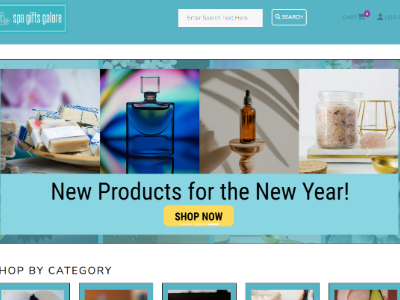 spa gifts galore
Enter Search Text Here
SEARCH
CART 0
LOG
New Products for the New Year!
SHOP NOW
HOP BY CATEGORY